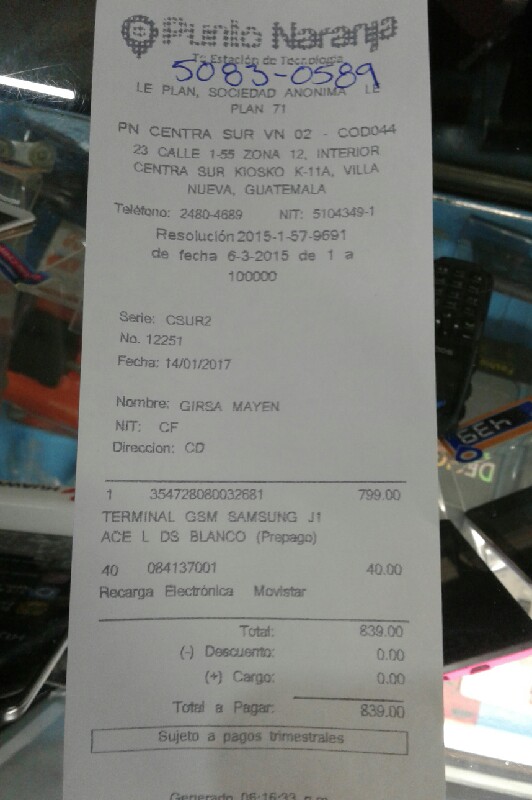 Punto Naranja
Tu Estación de Tecnología
5083-0589
LE PLAN, SOCIEDAD ANONIMA LE
PLAN 71
PN CENTRA SUR VN 02 - COD044
23 CALLE 1-55 ZONA 12, INTERIOR
CENTRA SUR KIOSKO K-11A, VILLA
NUEVA, GUATEMALA
Teléfono: 2480-4689 NIT: 5104349-1
Resolución 2015-1-57-9691
de fecha 6-3-2015 de 1 a
100000
Serie: CSUR2
No. 12251
Fecha: 14/01/2017
Nombre: GIRSA MAYEN
NIT: CF
Direccion: CD
1 354728080032681 799.00
TERMINAL GSM SAMSUNG J1
ACE L DS BLANCO (Prepago)
40 084137001 40.00
Recarga Electrónica Movistar
Total: 839.00
(-) Descuento: 0.00
(+) Cargo: 0.00
Total a Pagar: 839.00
Sujeto a pagos trimestrales
Generado 06:16:33 p.m.
439